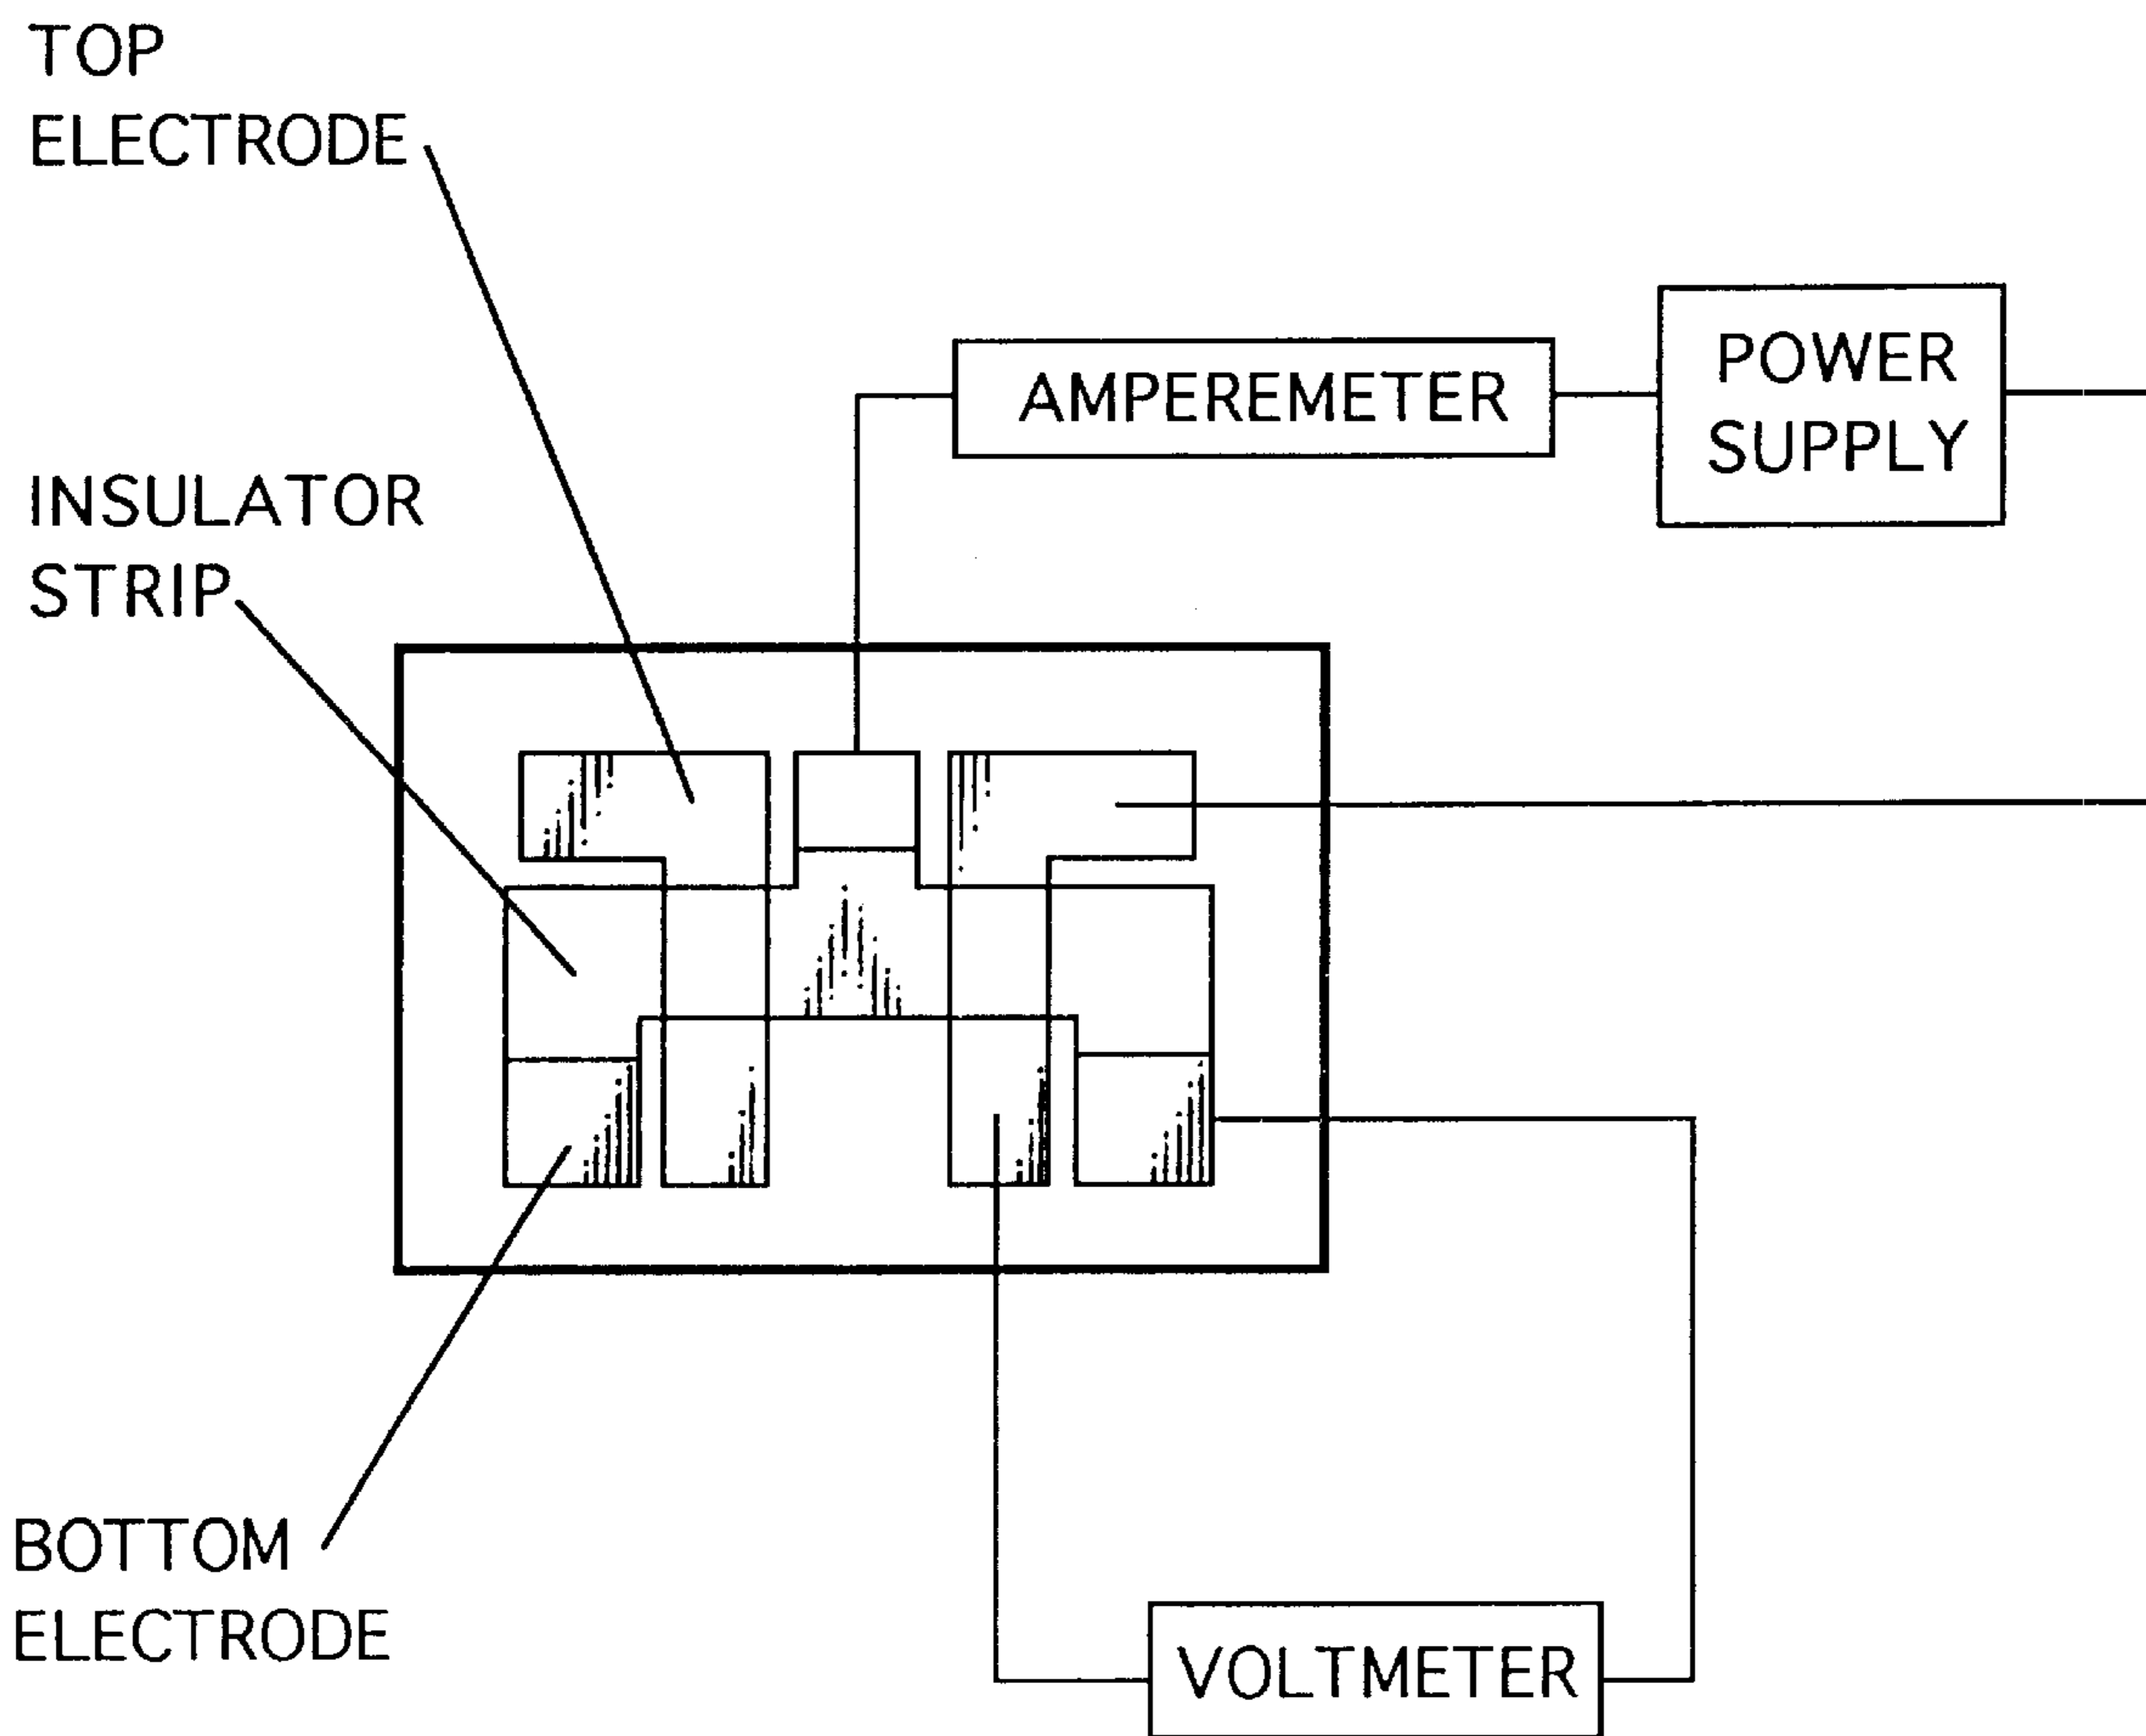 TOP
ELECTRODE
AMPEREMETER
POWER
SUPPLY
INSULATOR
STRIP
BOTTOM
ELECTRODE
VOLTMETER